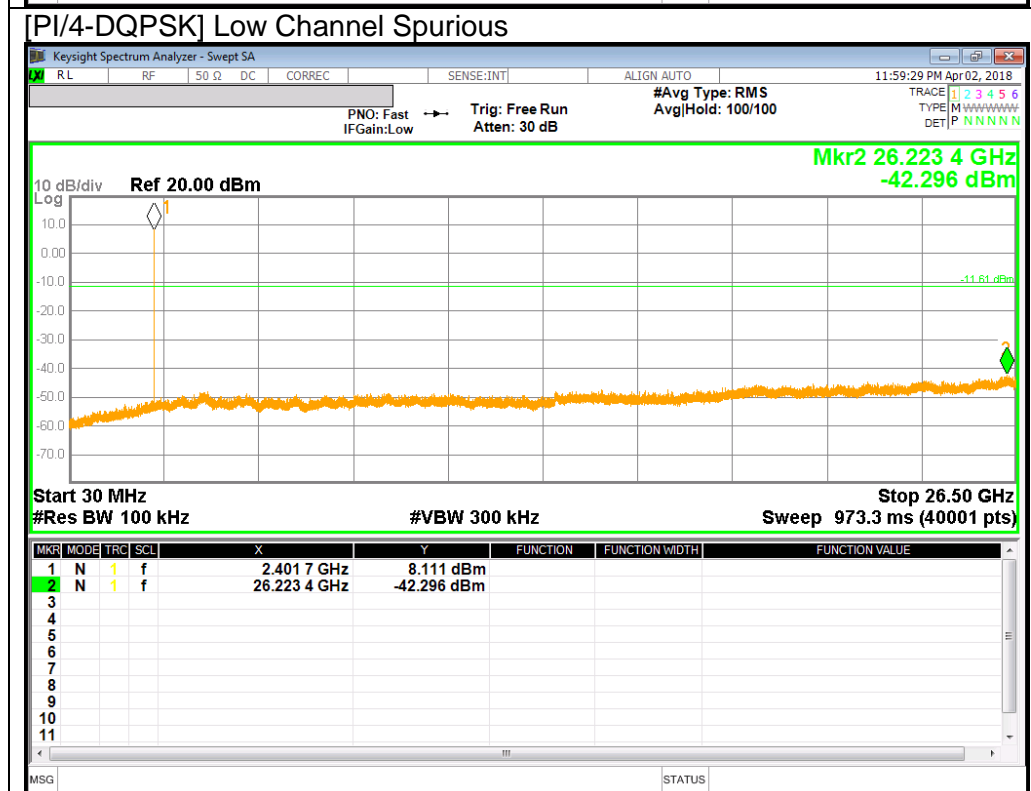 [PI/4-DQPSK] Low Channel Spurious
Keysight Spectrum Analyzer - Swept SA
LXI RL RF 50 Ω DC CORREC SENSE:INT ALIGN AUTO 11:59:29 PM Apr 02, 2018
PNO: Fast Trig: Free Run #Avg Type: RMS TRACE 1 2 3 4 5 6
IFGain:Low Atten: 30 dB Avg|Hold: 100/100 TYPE M WWWWW
DET P N N N N N
Mkr2 26.223 4 GHz
10 dB/div Ref 20.00 dBm -42.296 dBm
Log
1
10.0
0.00
-10.0 -11.61 dBm
-20.0
-30.0
2
-40.0
-50.0
-60.0
-70.0
Start 30 MHz Stop 26.50 GHz
#Res BW 100 kHz #VBW 300 kHz Sweep 973.3 ms (40001 pts)
MKR MODE TRC SCL X Y FUNCTION FUNCTION WIDTH FUNCTION VALUE
1 N 1 f 2.401 7 GHz 8.111 dBm
2 N 1 f 26.223 4 GHz -42.296 dBm
3
4
5
6
7
8
9
10
11
MSG STATUS